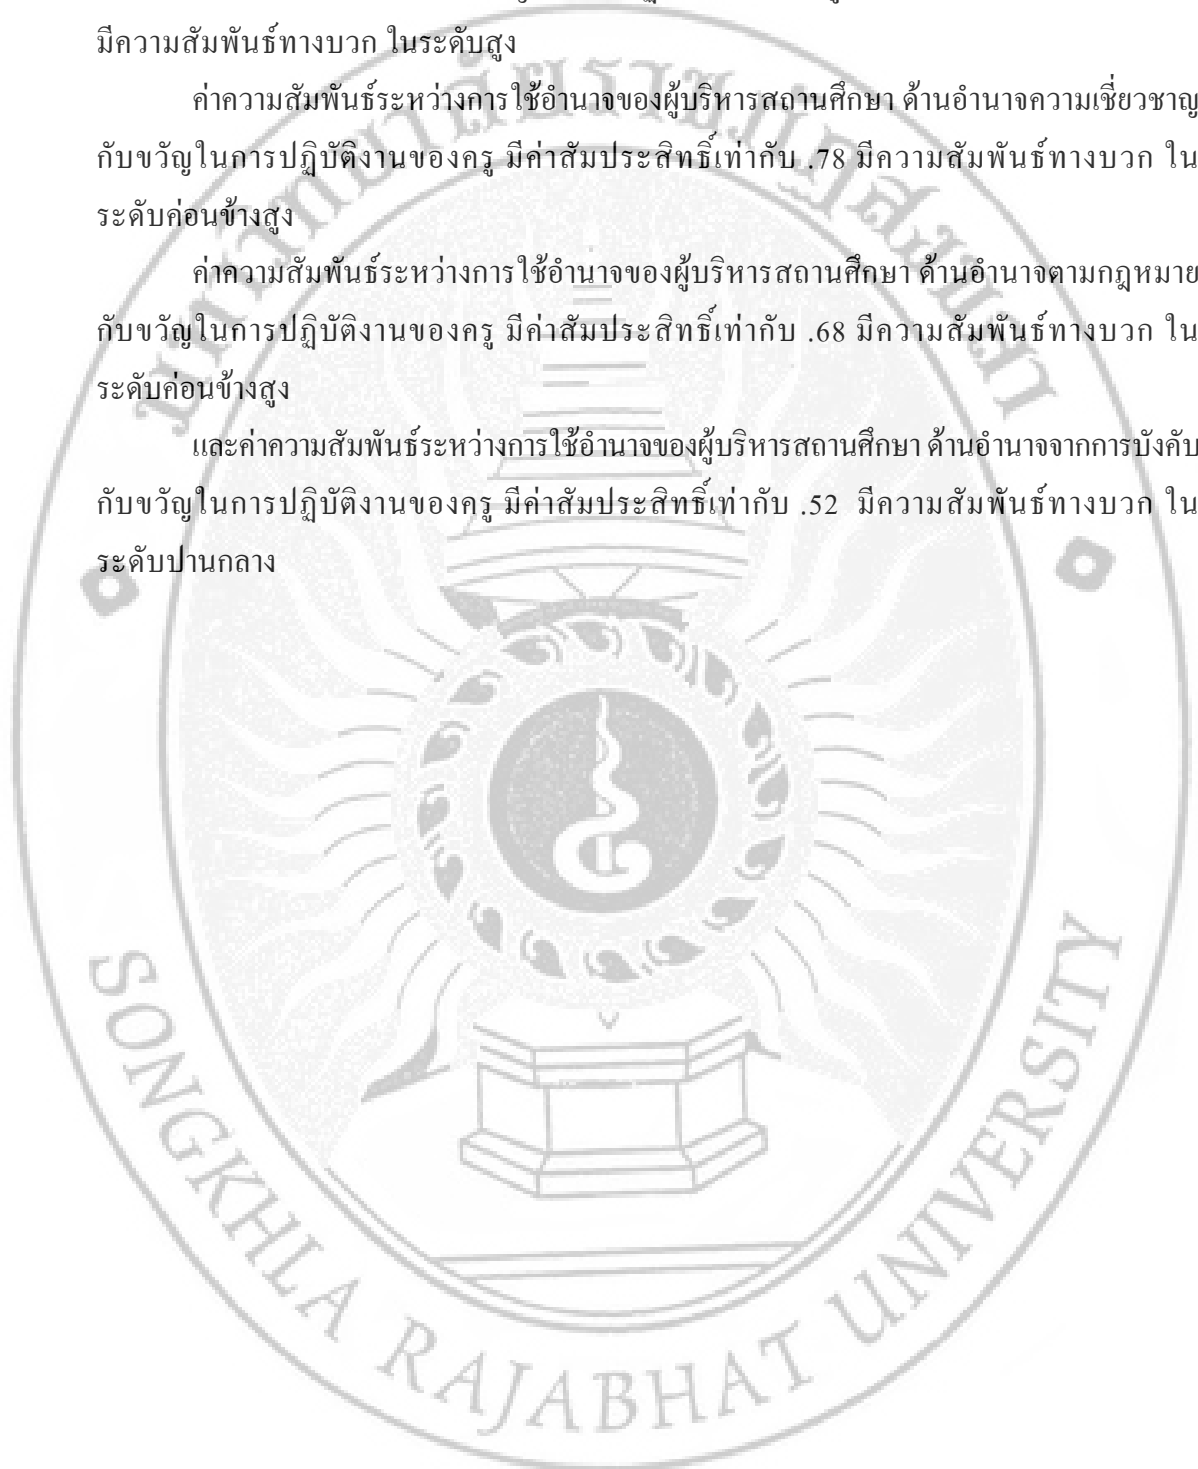 มีความสัมพันธ์ทางบวก ในระดับสูง
ค่าความสัมพันธ์ระหว่างการใช้อำนาจของผู้บริหารสถานศึกษา ด้านอำนาจความเชี่ยวชาญ
กับขวัญในการปฏิบัติงานของครู มีค่าสัมประสิทธิ์เท่ากับ .78 มีความสัมพันธ์ทางบวก ใน
ระดับค่อนข้างสูง
ค่าความสัมพันธ์ระหว่างการใช้อำนาจของผู้บริหารสถานศึกษา ด้านอำนาจตามกฎหมาย
กับขวัญในการปฏิบัติงานของครู มีค่าสัมประสิทธิ์เท่ากับ .68 มีความสัมพันธ์ทางบวก ใน
ระดับค่อนข้างสูง
และค่าความสัมพันธ์ระหว่างการใช้อำนาจของผู้บริหารสถานศึกษา ด้านอำนาจจากการบังคับ
กับขวัญในการปฏิบัติงานของครู มีค่าสัมประสิทธิ์เท่ากับ .52 มีความสัมพันธ์ทางบวก ใน
ระดับปานกลาง
มหาวิทยาลัยราชภัฏสงขลา
SONGKHLA RAJABHAT UNIVERSITY